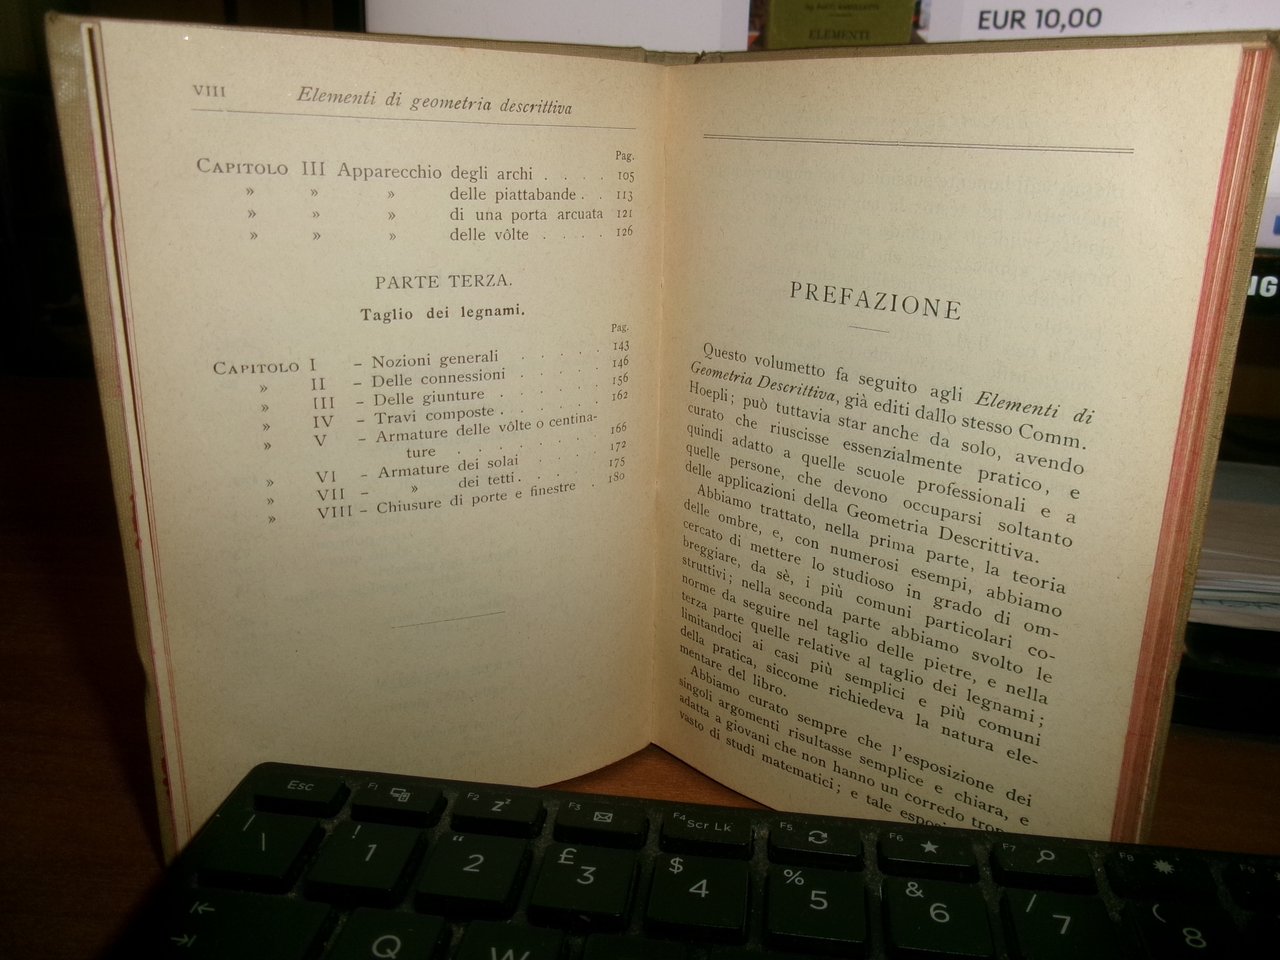 EUR 10,00
ELEMENTI
NG
VIII Elementi di geometria descrittiva
Pag.
CAPITOLO III Apparecchio degli archi . . . . 105
» » » delle piattabande . . 113
» » » di una porta arcuata 121
» » » delle vôlte . . . . 126
PARTE TERZA.
Taglio dei legnami.
Pag.
CAPITOLO I – Nozioni generali . . . . . 143
» II – Delle connessioni . . . . . 146
» III – Delle giunture . . . . . 156
» IV – Travi composte . . . . . . 162
» V – Armature delle vôlte o centina-
ture . . . . . . 166
» VI – Armature dei solai . . . . . 172
» VII – » dei tetti . . . . . 175
» VIII – Chiusure di porte e finestre . 180
PREFAZIONE
Questo volumetto fa seguito agli Elementi di
Geometria Descrittiva, già editi dallo stesso Comm.
Hoepli; può tuttavia star anche da solo, avendo
curato che riuscisse essenzialmente pratico, e
quindi adatto a quelle scuole professionali e a
quelle persone, che devono occuparsi soltanto
delle applicazioni della Geometria Descrittiva.
Abbiamo trattato, nella prima parte, la teoria
delle ombre, e, con numerosi esempi, abbiamo
cercato di mettere lo studioso in grado di om-
breggiare, da sè, i più comuni particolari co-
struttivi; nella seconda parte abbiamo svolto le
norme da seguire nel taglio delle pietre, e nella
terza parte quelle relative al taglio dei legnami;
limitandoci ai casi più semplici e più comuni
della pratica, siccome richiedeva la natura ele-
mentare del libro.
Abbiamo curato sempre che l'esposizione dei
singoli argomenti risultasse semplice e chiara, e
adatta a giovani che non hanno un corredo trop-
vasto di studi matematici; e tale
Esc F1 F2 Z F3 F4 Scr Lk F5 F6 F7 F8 F9
\ | ! 1 " 2 £ 3 $ 4 % 5 & 6 / 7 ( 8
Q W